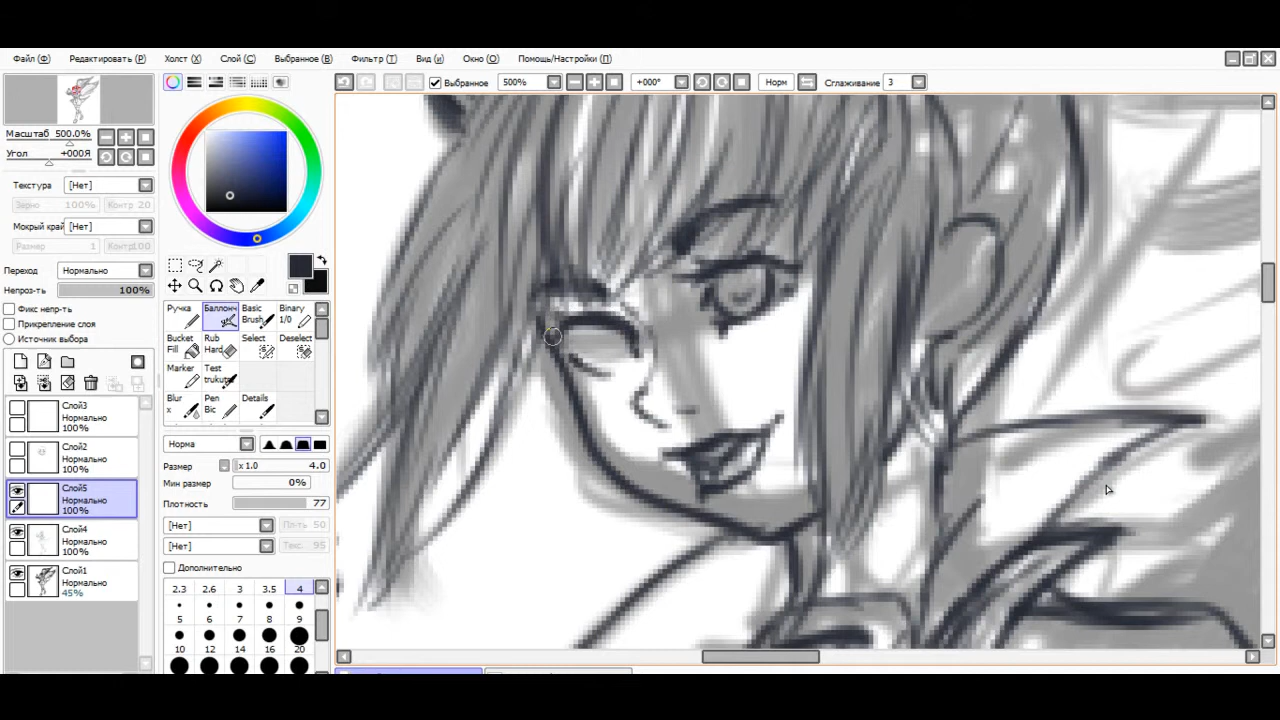 Файл (Ф) Редактировать (Р) Холст (X) Слой (C) Выбранное (В) Фильтр (T) Вид (и) Окно (O) Помощь/Настройки (П)
Выбранное 500% +000° Норм Сглаживание 3
Масштаб 500.0%
Угол +000Я
Текстура [Нет]
Зерно 100% Контр 20
Мокрый край [Нет]
Размер 1 Контр100
Переход Нормально
Непроз-ть 100%
Фикс непр-ть
Прикрепление слоя
Источник выбора
Слой3
Нормально
100%
Слой2
Нормально
100%
Слой5
Нормально
100%
Слой4
Нормально
100%
Слой1
Нормально
45%
Ручка Баллонч Basic Brush Binary 1/0
Bucket Fill Rub Hard Select Deselect
Marker Test trukuta
Blur x Pen Bic Details
Норма
Размер x 1.0 4.0
Мин размер 0%
Плотность 77
[Нет] Пл-ть 50
[Нет] Текс. 95
Дополнительно
2.3 2.6 3 3.5 4
5 6 7 8 9
10 12 14 16 20